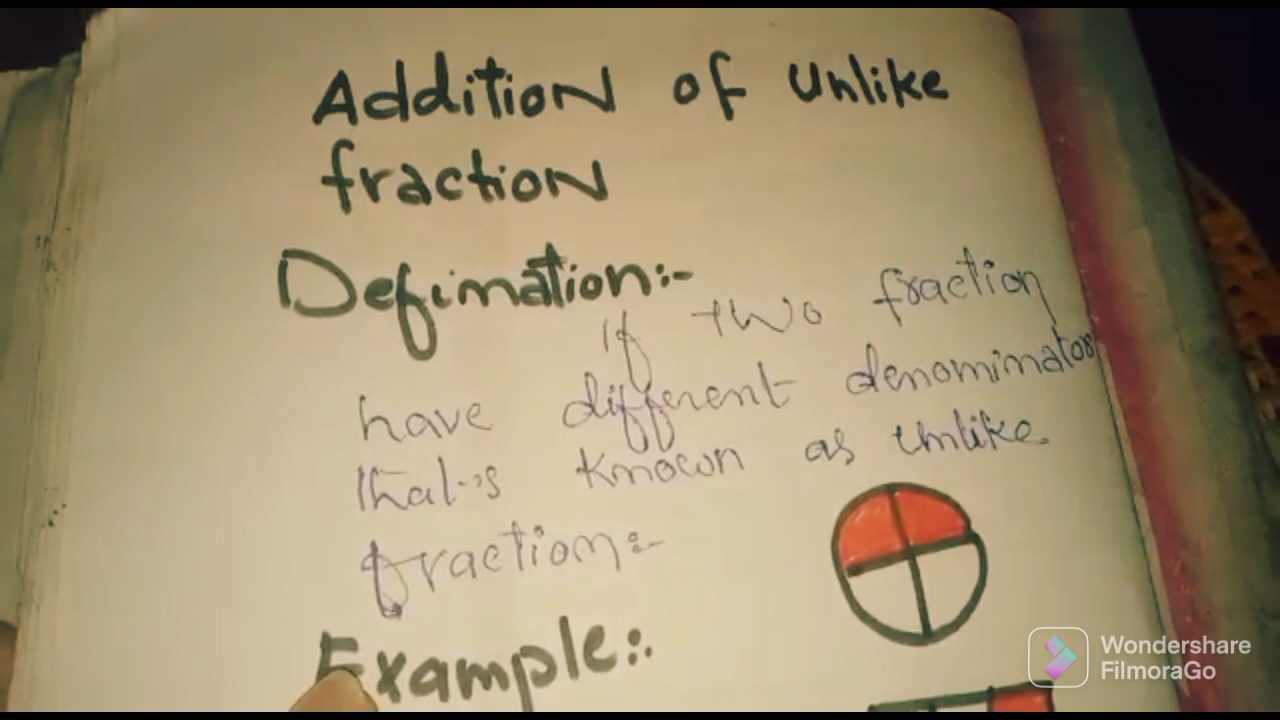 Addition of Unlike
fraction
Defination:-
If two fraction
have different denominator
that's known as unlike
fraction:-
Example:-
Wondershare
FilmoraGo